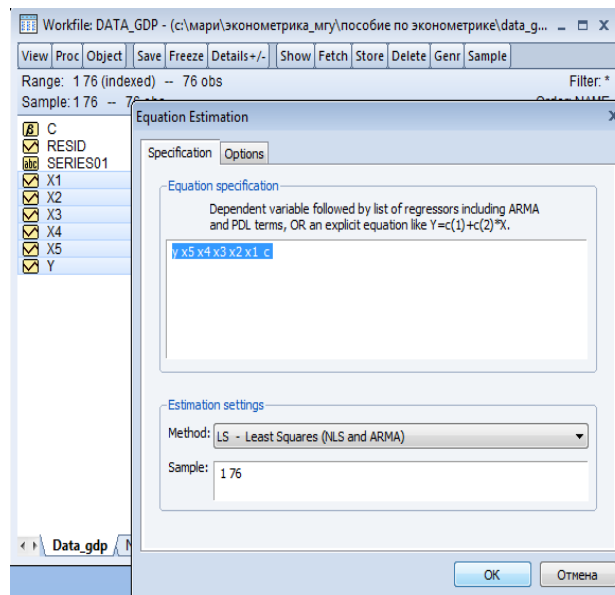 Workfile: DATA_GDP - (c:\мари\эконометрика_мгу\пособие по эконометрике\data_g...
View Proc Object Save Freeze Details+/- Show Fetch Store Delete Genr Sample
Range: 1 76 (indexed) -- 76 obs
Filter: *
Sample: 1 76 -- 76 obs
Order: NAME
C
RESID
SERIES01
X1
X2
X3
X4
X5
Y
Data_gdp
Equation Estimation
Specification Options
Equation specification
Dependent variable followed by list of regressors including ARMA
and PDL terms, OR an explicit equation like Y=c(1)+c(2)*X.
y x5 x4 x3 x2 x1 c
Estimation settings
Method: LS - Least Squares (NLS and ARMA)
Sample: 1 76
OK Отмена